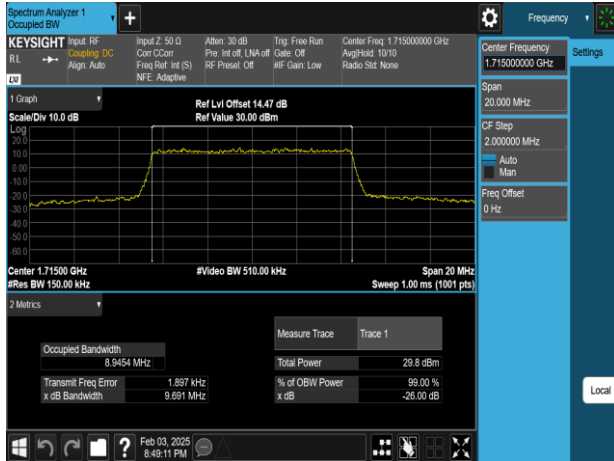 Spectrum Analyzer 1
Occupied BW
+
Frequency
KEYSIGHT
RL
LXI
Input: RF
Coupling: DC
Align: Auto
Input Z: 50 Ω
Corr CCorr
Freq Ref: Int (S)
NFE: Adaptive
Atten: 30 dB
Pre: Int off, LNA off
RF Preset: Off
Trig: Free Run
Gate: Off
#IF Gain: Low
Center Freq: 1.715000000 GHz
Avg|Hold: 10/10
Radio Std: None
Center Frequency
1.715000000 GHz
Settings
Span
20.000 MHz
CF Step
2.000000 MHz
Auto
Man
Freq Offset
0 Hz
Local
1 Graph
Scale/Div 10.0 dB
Ref Lvl Offset 14.47 dB
Ref Value 30.00 dBm
Log
20.0
10.0
0.00
-10.0
-20.0
-30.0
-40.0
-50.0
-60.0
Center 1.71500 GHz
#Video BW 510.00 kHz
Span 20 MHz
#Res BW 150.00 kHz
Sweep 1.00 ms (1001 pts)
2 Metrics
Measure Trace Trace 1
Occupied Bandwidth
8.9454 MHz
Total Power 29.8 dBm
Transmit Freq Error 1.897 kHz
% of OBW Power 99.00 %
x dB Bandwidth 9.691 MHz
x dB -26.00 dB
?
Feb 03, 2025
8:49:11 PM